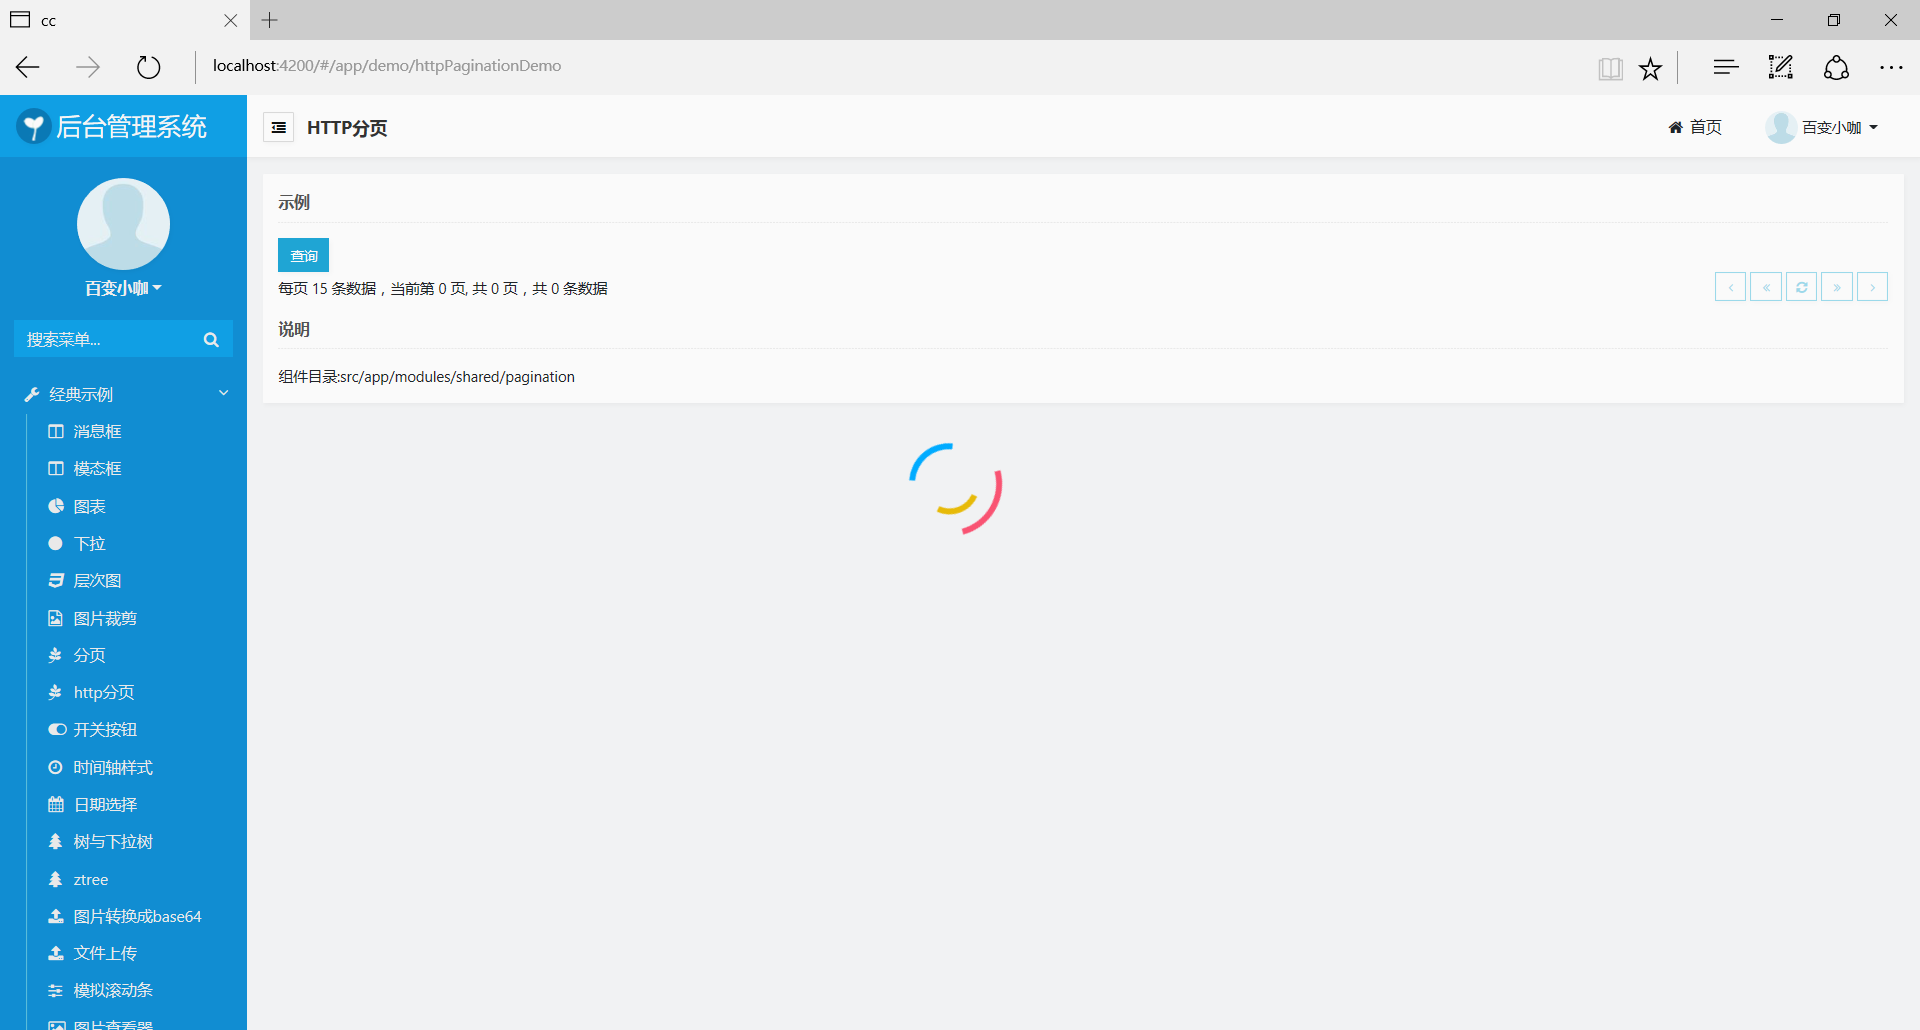 cc
localhost:4200/#/app/demo/httpPaginationDemo
后台管理系统
HTTP分页
首页
百变小咖
百变小咖
搜索菜单...
经典示例
消息框
模态框
图表
下拉
层次图
图片裁剪
分页
http分页
开关按钮
时间轴样式
日期选择
树与下拉树
ztree
图片转换成base64
文件上传
模拟滚动条
图片查看器
示例
查询
每页 15 条数据，当前第 0 页, 共 0 页，共 0 条数据
说明
组件目录:src/app/modules/shared/pagination